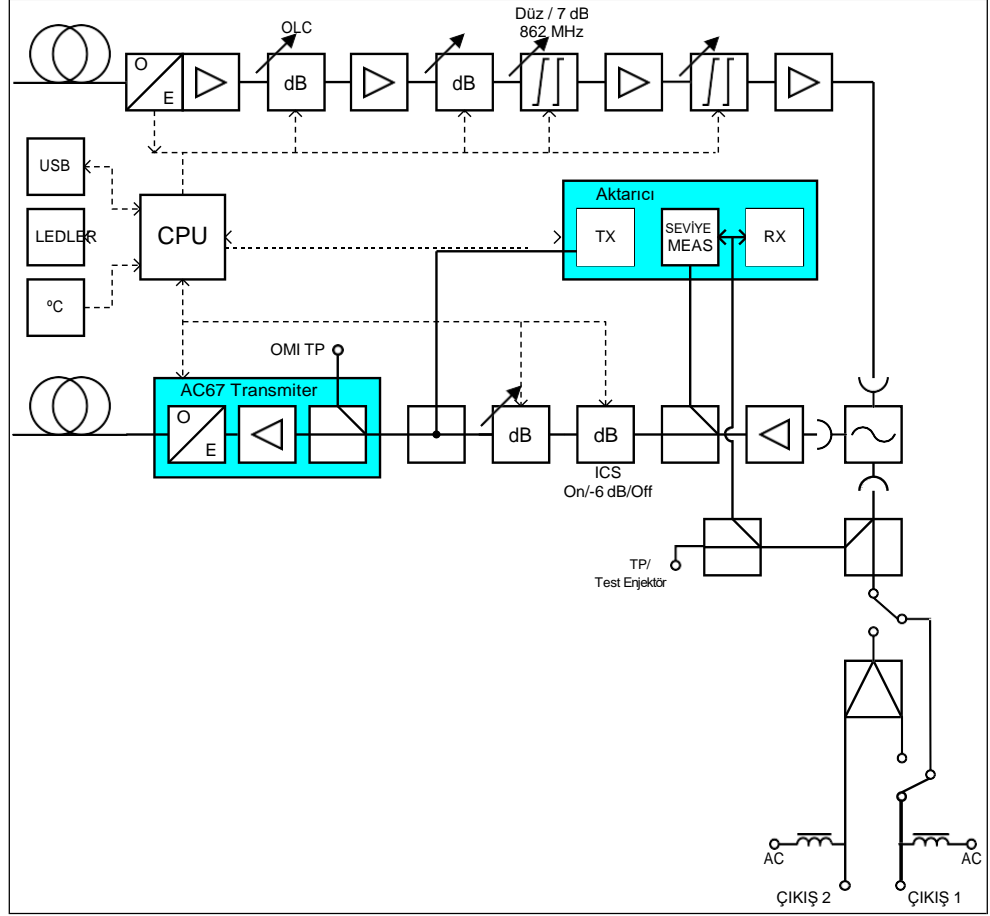 Düz / 7 dB
862 MHz
OLC
O
E
dB
dB
USB
LEDLER
ºC
CPU
Aktarıcı
TX
SEVİYE
MEAS
RX
OMI TP
AC67 Transmiter
O
E
dB
dB
ICS
On/-6 dB/Off
TP/
Test Enjektör
AC
AC
ÇIKIŞ 2
ÇIKIŞ 1